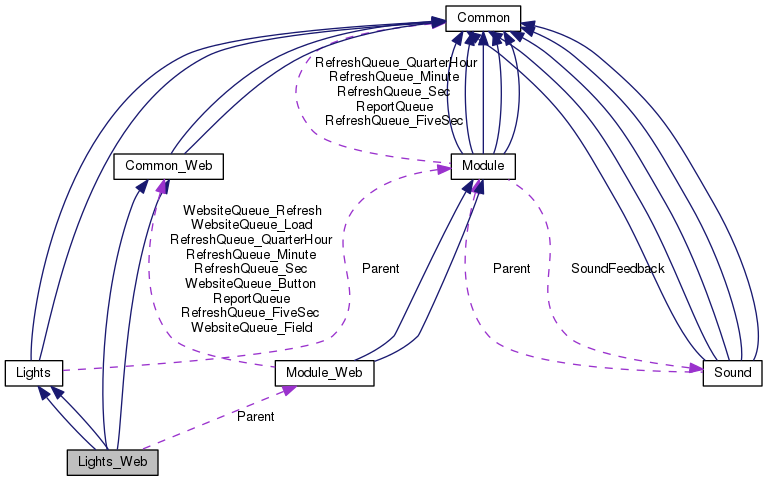 Common
RefreshQueue_QuarterHour
RefreshQueue_Minute
RefreshQueue_Sec
ReportQueue
RefreshQueue_FiveSec
Common_Web
Module
WebsiteQueue_Refresh
WebsiteQueue_Load
RefreshQueue_QuarterHour
RefreshQueue_Minute
RefreshQueue_Sec
WebsiteQueue_Button
ReportQueue
RefreshQueue_FiveSec
WebsiteQueue_Field
Parent
Parent
SoundFeedback
Lights
Module_Web
Sound
Parent
Lights_Web